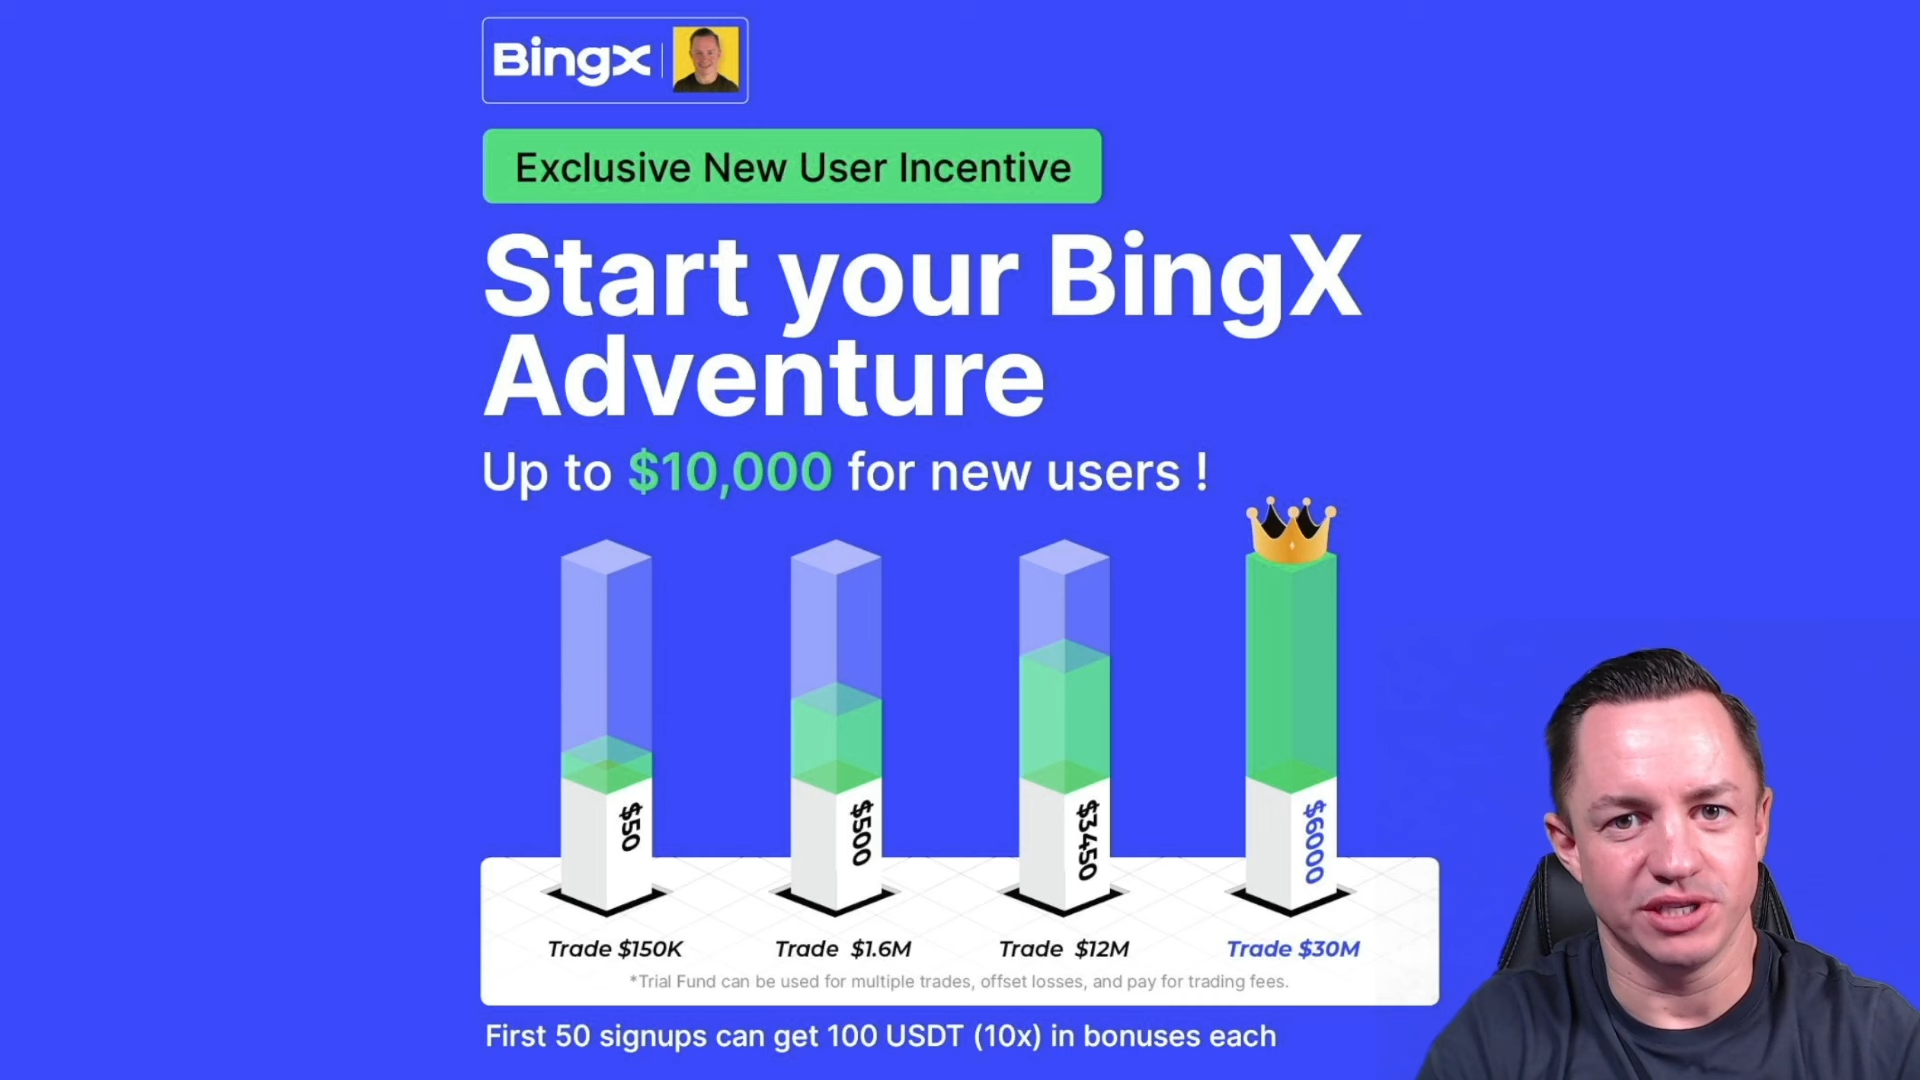 BingX
Exclusive New User Incentive
Start your BingX
Adventure
Up to $10,000 for new users !
$50
$500
$3450
$6000
Trade $150K
Trade $1.6M
Trade $12M
Trade $30M
*Trial Fund can be used for multiple trades, offset losses, and pay for trading fees.
First 50 signups can get 100 USDT (10x) in bonuses each